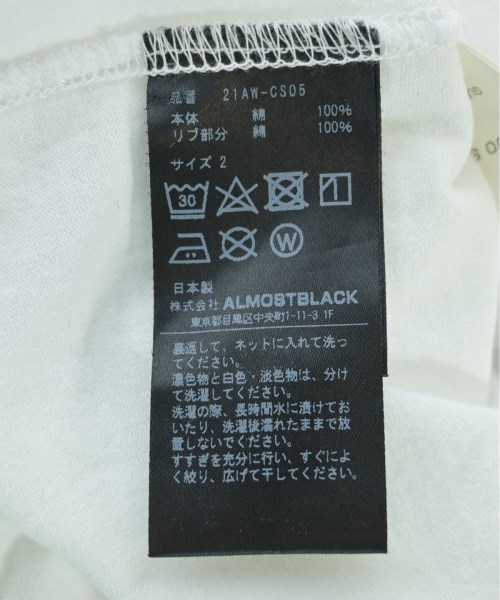 品番 21AW-CS05
本体 綿 100%
リブ部分 綿 100%
サイズ 2
30
W
日本製
株式会社 ALMOSTBLACK
東京都目黒区中央町1-11-3 1F
裏返して、ネットに入れて洗っ
てください。
濃色物と白色・淡色物は、分け
て洗濯してください。
洗濯の際、長時間水に漬けてお
いたり、洗濯後濡れたままで放
置しないでください。
すすぎを充分に行い、すぐによ
く絞り、広げて干してください。